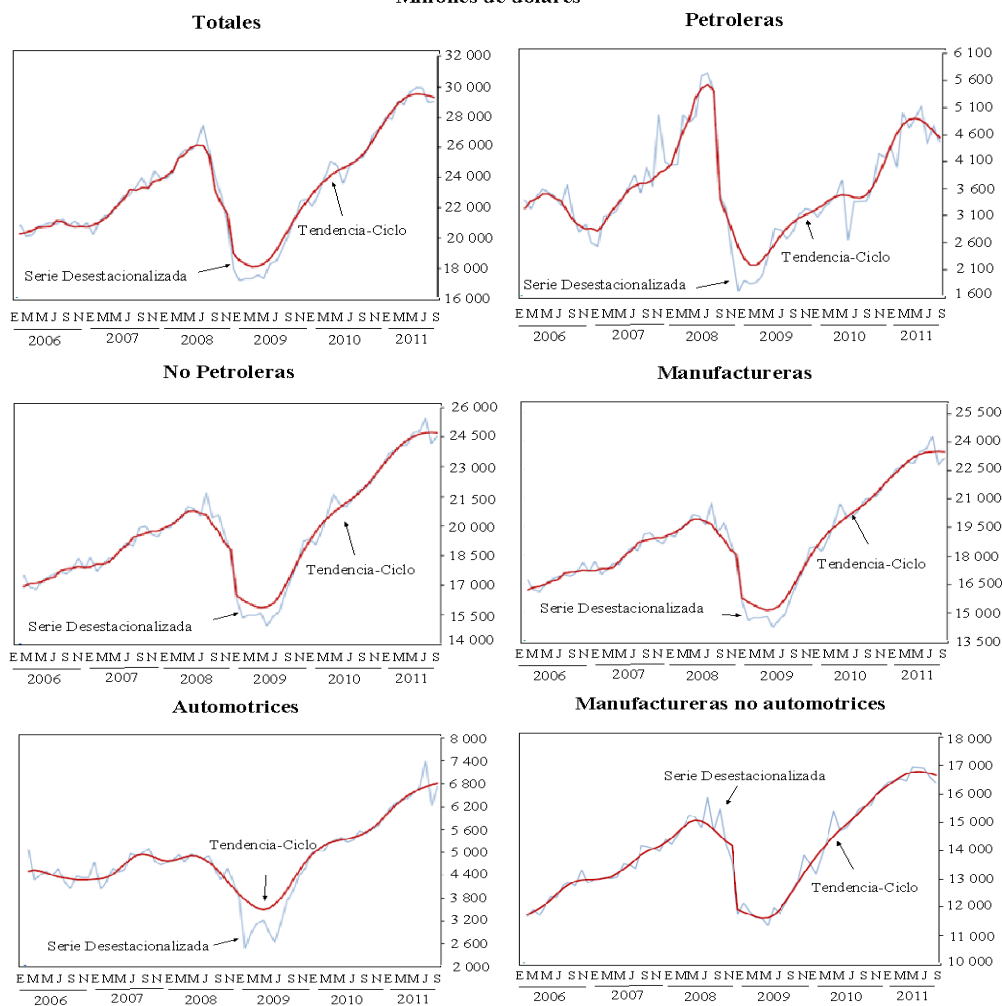 Millones de dólares
Totales
32 000
30 000
28 000
26 000
24 000
22 000
20 000
18 000
16 000
Tendencia-Ciclo
Serie Desestacionalizada
E M M J S N E M M J S N E M M J S N E M M J S N E M M J S N E M M J S
2006 2007 2008 2009 2010 2011
Petroleras
6 100
5 600
5 100
4 600
4 100
3 600
3 100
2 600
2 100
1 600
Tendencia-Ciclo
Serie Desestacionalizada
E M M J S N E M M J S N E M M J S N E M M J S N E M M J S N E M M J S
2006 2007 2008 2009 2010 2011
No Petroleras
26 000
24 500
23 000
21 500
20 000
18 500
17 000
15 500
14 000
Tendencia-Ciclo
Serie Desestacionalizada
E M M J S N E M M J S N E M M J S N E M M J S N E M M J S N E M M J S
2006 2007 2008 2009 2010 2011
Manufactureras
25 500
24 000
22 500
21 000
19 500
18 000
16 500
15 000
13 500
Tendencia-Ciclo
Serie Desestacionalizada
E M M J S N E M M J S N E M M J S N E M M J S N E M M J S N E M M J S
2006 2007 2008 2009 2010 2011
Automotrices
8 000
7 400
6 800
6 200
5 600
5 000
4 400
3 800
3 200
2 600
2 000
Tendencia-Ciclo
Serie Desestacionalizada
E M M J S N E M M J S N E M M J S N E M M J S N E M M J S N E M M J S
2006 2007 2008 2009 2010 2011
Manufactureras no automotrices
18 000
17 000
16 000
15 000
14 000
13 000
12 000
11 000
10 000
Serie Desestacionalizada
Tendencia-Ciclo
E M M J S N E M M J S N E M M J S N E M M J S N E M M J S N E M M J S
2006 2007 2008 2009 2010 2011